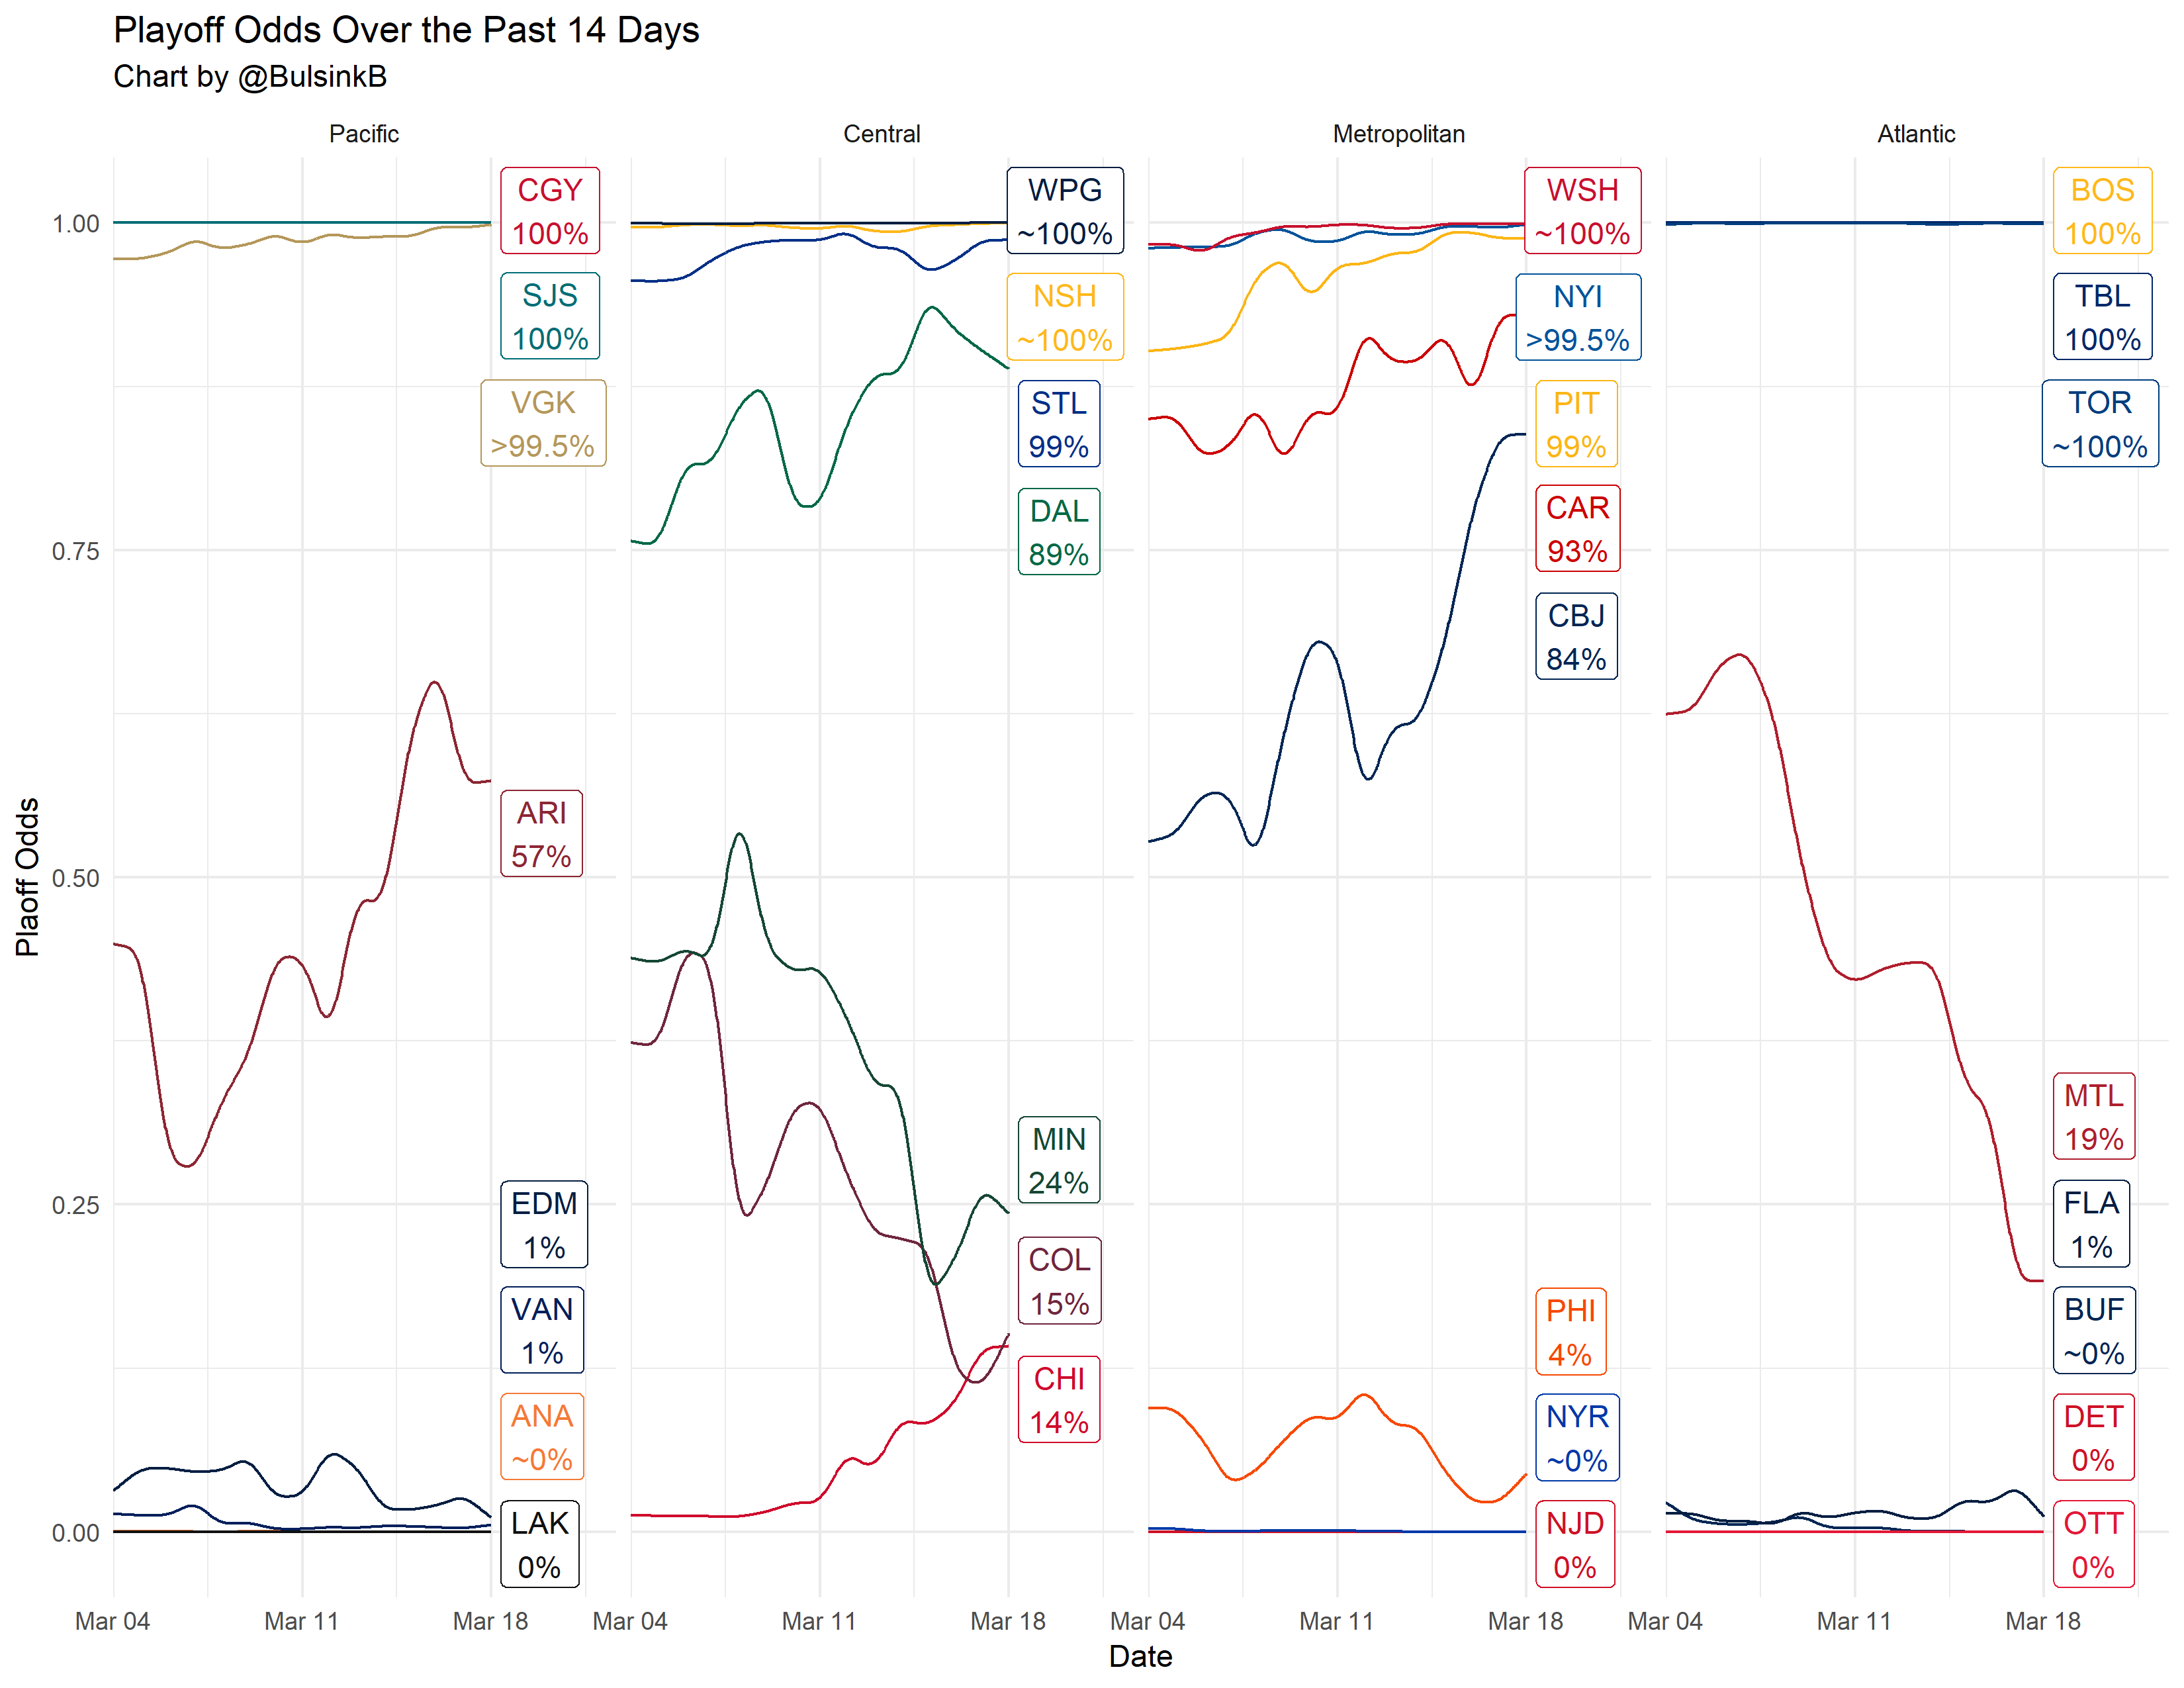 Playoff Odds Over the Past 14 Days
Chart by @BulsinkB
Pacific
Central
Metropolitan
Atlantic
Plaoff Odds
1.00
0.75
0.50
0.25
0.00
CGY
100%
SJS
100%
VGK
>99.5%
ARI
57%
EDM
1%
VAN
1%
ANA
~0%
LAK
0%
WPG
~100%
NSH
~100%
STL
99%
DAL
89%
MIN
24%
COL
15%
CHI
14%
WSH
~100%
NYI
>99.5%
PIT
99%
CAR
93%
CBJ
84%
PHI
4%
NYR
~0%
NJD
0%
BOS
100%
TBL
100%
TOR
~100%
MTL
19%
FLA
1%
BUF
~0%
DET
0%
OTT
0%
Mar 04
Mar 11
Mar 18
Mar 04
Mar 11
Mar 18
Mar 04
Mar 11
Mar 18
Mar 04
Mar 11
Mar 18
Date